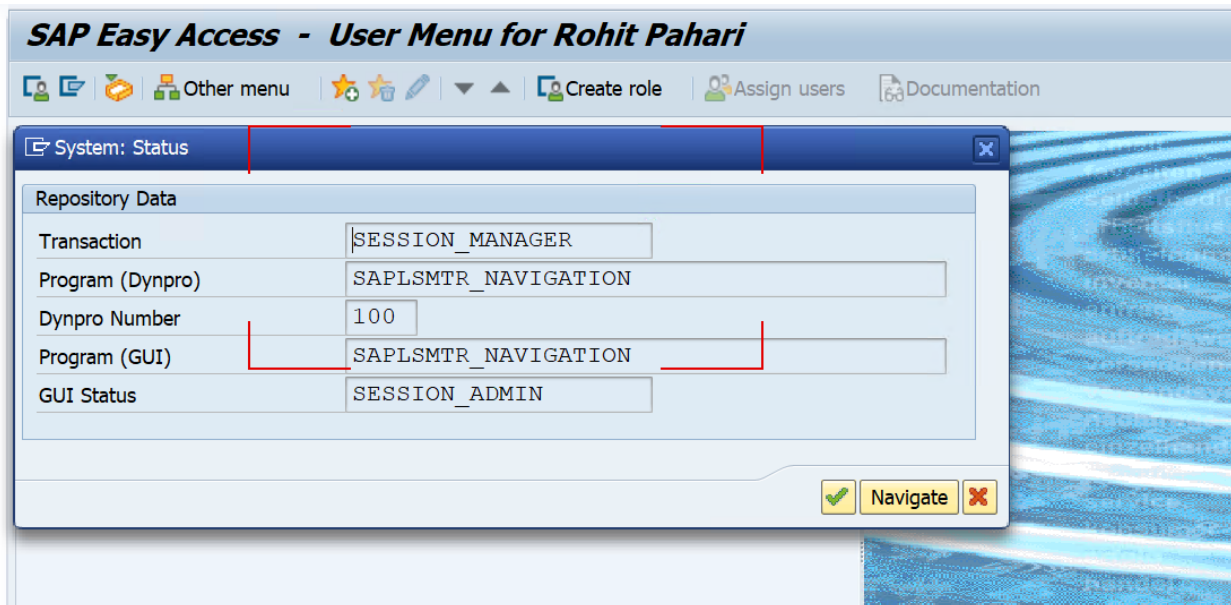 SAP Easy Access - User Menu for Rohit Pahari
Other menu Create role Assign users Documentation
System: Status
Repository Data
Transaction SESSION_MANAGER
Program (Dynpro) SAPLSMTR_NAVIGATION
Dynpro Number 100
Program (GUI) SAPLSMTR_NAVIGATION
GUI Status SESSION_ADMIN
Navigate